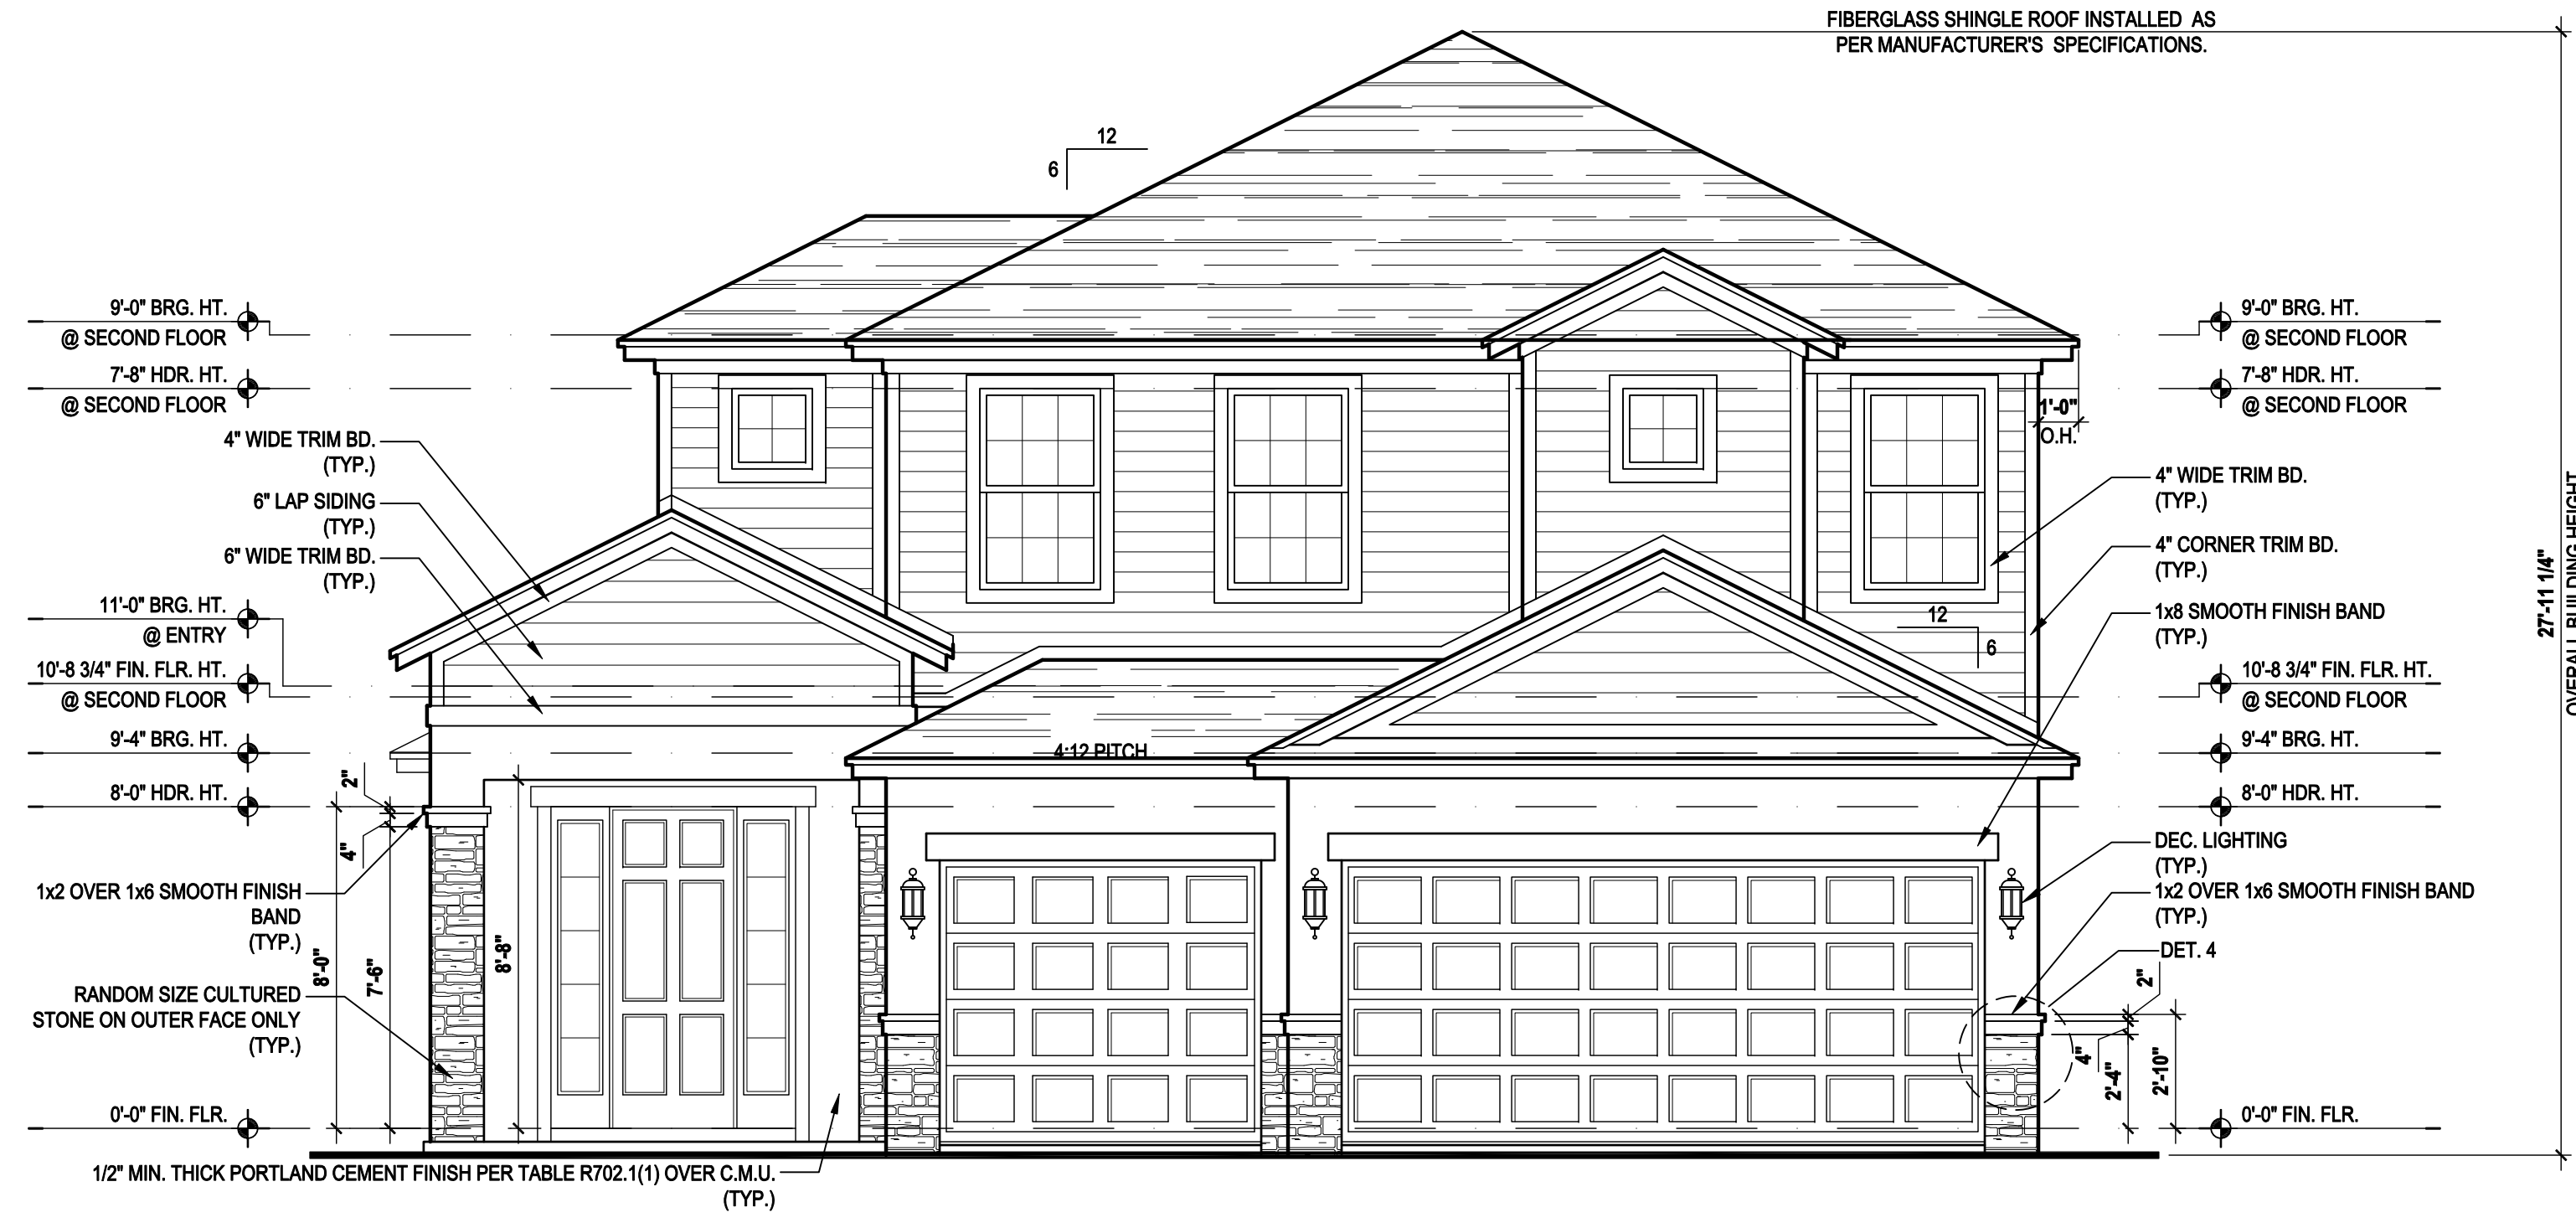 FIBERGLASS SHINGLE ROOF INSTALLED AS
PER MANUFACTURER'S SPECIFICATIONS.
12
6
9'-0" BRG. HT.
@ SECOND FLOOR
7'-8" HDR. HT.
@ SECOND FLOOR
4" WIDE TRIM BD.
(TYP.)
6" LAP SIDING
(TYP.)
6" WIDE TRIM BD.
(TYP.)
11'-0" BRG. HT.
@ ENTRY
10'-8 3/4" FIN. FLR. HT.
@ SECOND FLOOR
9'-4" BRG. HT.
8'-0" HDR. HT.
2"
4"
1x2 OVER 1x6 SMOOTH FINISH
BAND
(TYP.)
8'-0"
7'-6"
8'-8"
RANDOM SIZE CULTURED
STONE ON OUTER FACE ONLY
(TYP.)
0'-0" FIN. FLR.
1/2" MIN. THICK PORTLAND CEMENT FINISH PER TABLE R702.1(1) OVER C.M.U.
(TYP.)
4:12 PITCH
12
6
9'-0" BRG. HT.
@ SECOND FLOOR
7'-8" HDR. HT.
@ SECOND FLOOR
1'-0"
O.H.
4" WIDE TRIM BD.
(TYP.)
4" CORNER TRIM BD.
(TYP.)
1x8 SMOOTH FINISH BAND
(TYP.)
10'-8 3/4" FIN. FLR. HT.
@ SECOND FLOOR
9'-4" BRG. HT.
8'-0" HDR. HT.
DEC. LIGHTING
(TYP.)
1x2 OVER 1x6 SMOOTH FINISH BAND
(TYP.)
DET. 4
2"
4"
2'-4"
2'-10"
0'-0" FIN. FLR.
27'-11 1/4"
OVERALL BUILDING HEIGHT